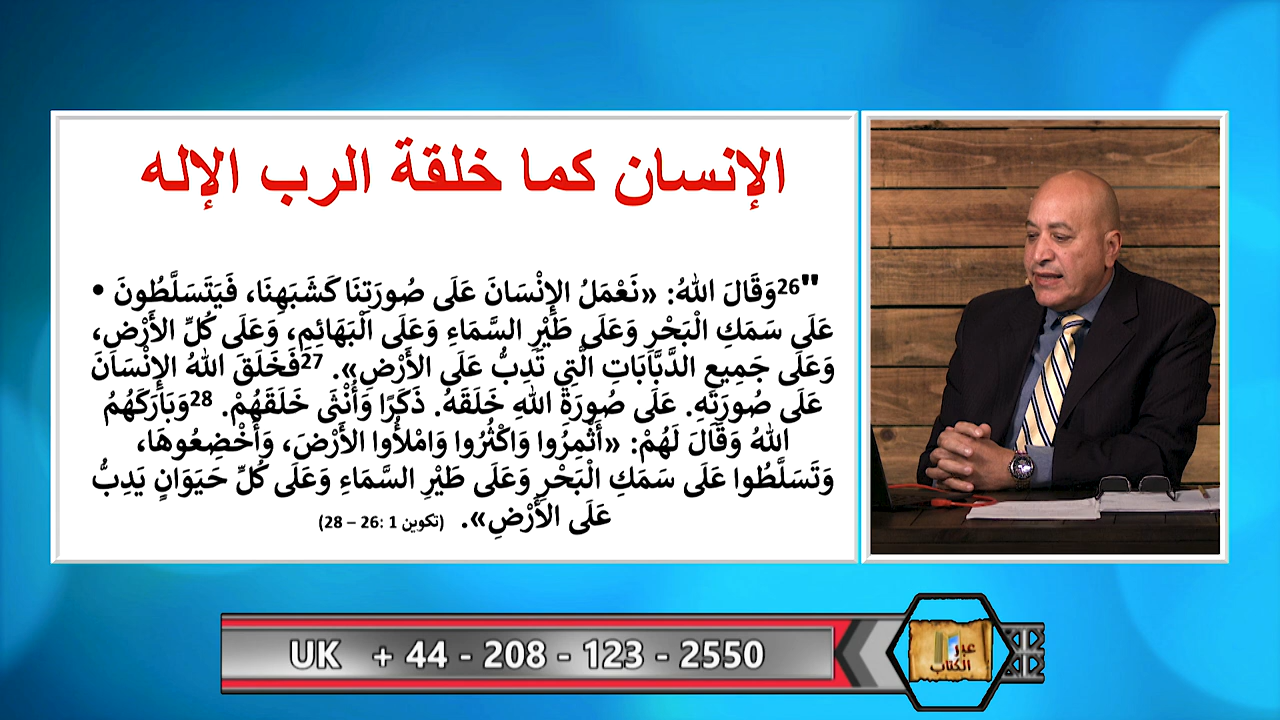 الإنسان كما خلقة الرب الإله
• "26وَقَالَ اللهُ: «نَعْمَلُ الإِنْسَانَ عَلَى صُورَتِنَا كَشَبَهِنَا، فَيَتَسَلَّطُونَ
عَلَى سَمَكِ الْبَحْرِ وَعَلَى طَيْرِ السَّمَاءِ وَعَلَى الْبَهَائِمِ، وَعَلَى كُلِّ الأَرْضِ،
وَعَلَى جَمِيعِ الدَّبَّابَاتِ الَّتِي تَدِبُّ عَلَى الأَرْضِ». 27فَخَلَقَ اللهُ الإِنْسَانَ
عَلَى صُورَتِهِ. عَلَى صُورَةِ اللهِ خَلَقَهُ. ذَكَرًا وَأُنْثَى خَلَقَهُمْ. 28وَبَارَكَهُمُ
اللهُ وَقَالَ لَهُمْ: «أَثْمِرُوا وَاكْثُرُوا وَامْلأُوا الأَرْضَ، وَأَخْضِعُوهَا،
وَتَسَلَّطُوا عَلَى سَمَكِ الْبَحْرِ وَعَلَى طَيْرِ السَّمَاءِ وَعَلَى كُلِّ حَيَوَانٍ يَدِبُّ
عَلَى الأَرْضِ». (تكوين 1 :26 – 28)
UK + 44 - 208 - 123 - 2550
عبر
الكتاب